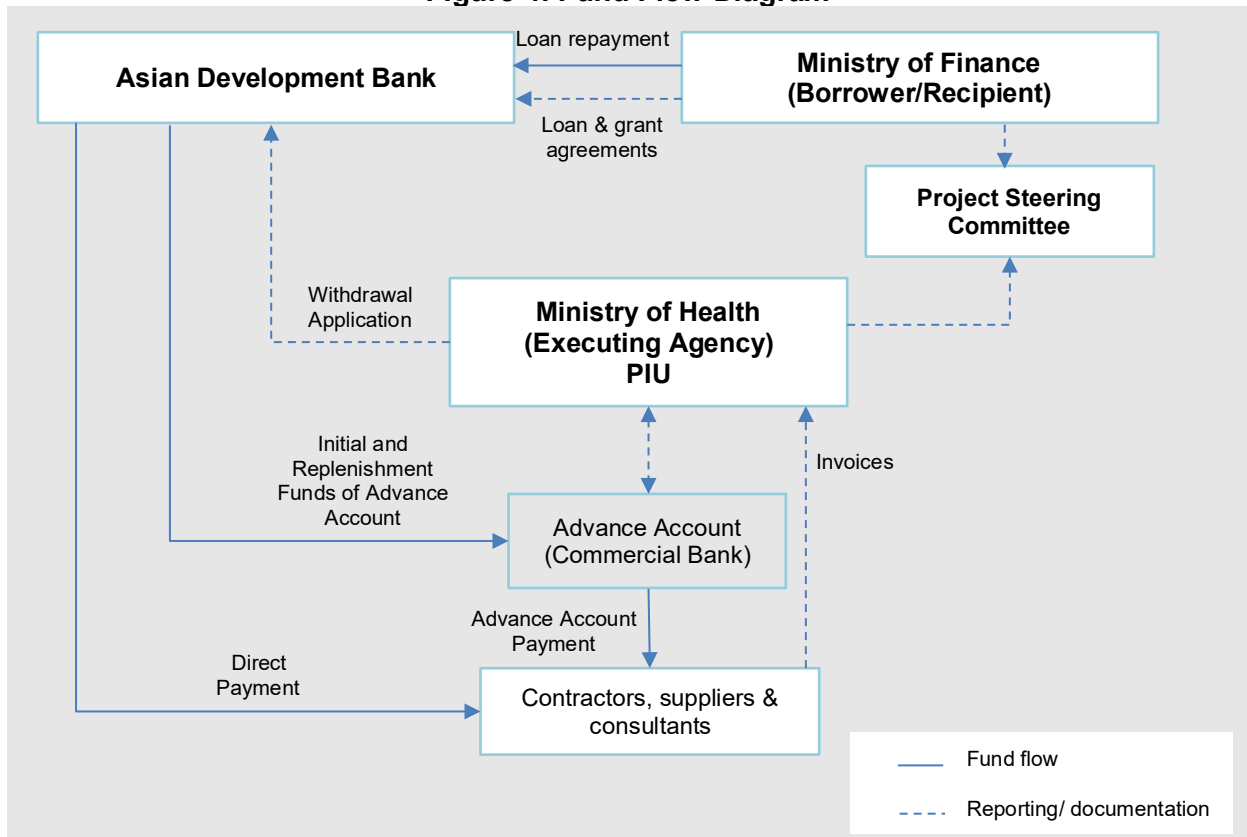 Loan repayment
Asian Development Bank
Ministry of Finance
(Borrower/Recipient)
Loan & grant
agreements
Project Steering
Committee
Withdrawal
Application
Ministry of Health
(Executing Agency)
PIU
Initial and
Replenishment
Funds of Advance
Account
Invoices
Advance Account
(Commercial Bank)
Advance Account
Payment
Direct
Payment
Contractors, suppliers &
consultants
Fund flow
Reporting/ documentation